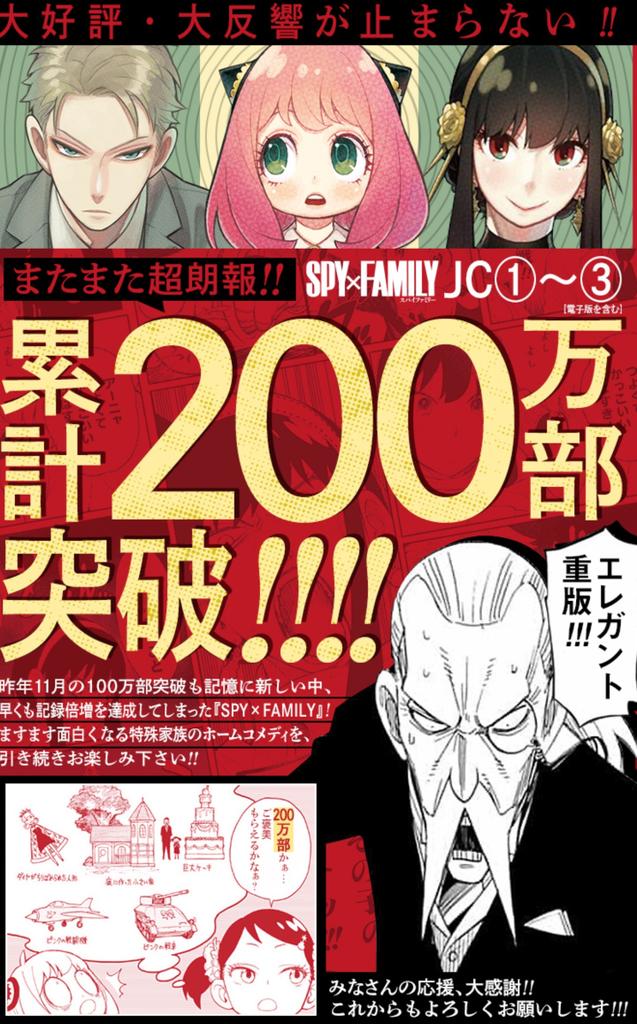 大好評・大反響が止まらない!!
またまた超朗報!!
SPY×FAMILY JC①〜③
スパイファミリー
[電子版を含む]
累計200万部
突破!!!!
エレガント
重版!!!
昨年11月の100万部突破も記憶に新しい中、
早くも記録倍増を達成してしまった『SPY×FAMILY』!
ますます面白くなる特殊家族のホームコメディを、
引き続きお楽しみ下さい!!
200
万部かぁ…
ご褒美
もらえるかなぁ?
巨大ケーキ
ピンクの戦闘機
ピンクの戦車
みなさんの応援、大感謝!!
これからもよろしくお願いします!!!